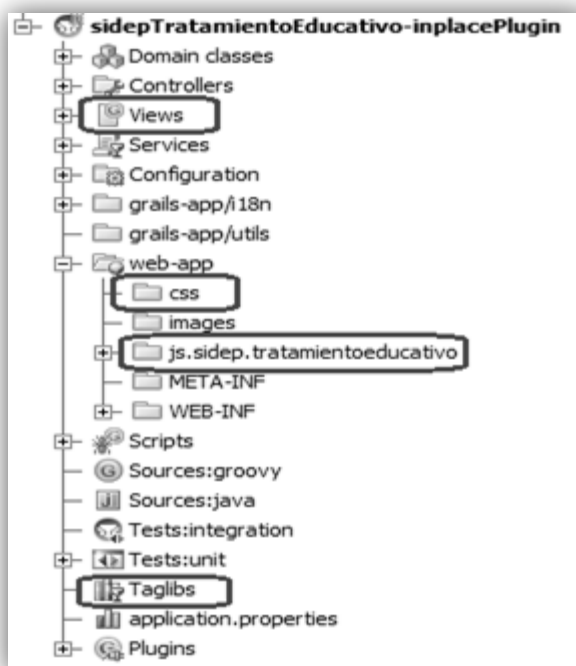 sidepTratamientoEducativo-inplacePlugin
Domain classes
Controllers
Views
Services
Configuration
grails-app/i18n
grails-app/utils
web-app
css
images
js.sidep.tratamientoeducativo
META-INF
WEB-INF
Scripts
Sources:groovy
Sources:java
Tests:integration
Tests:unit
Taglibs
application.properties
Plugins